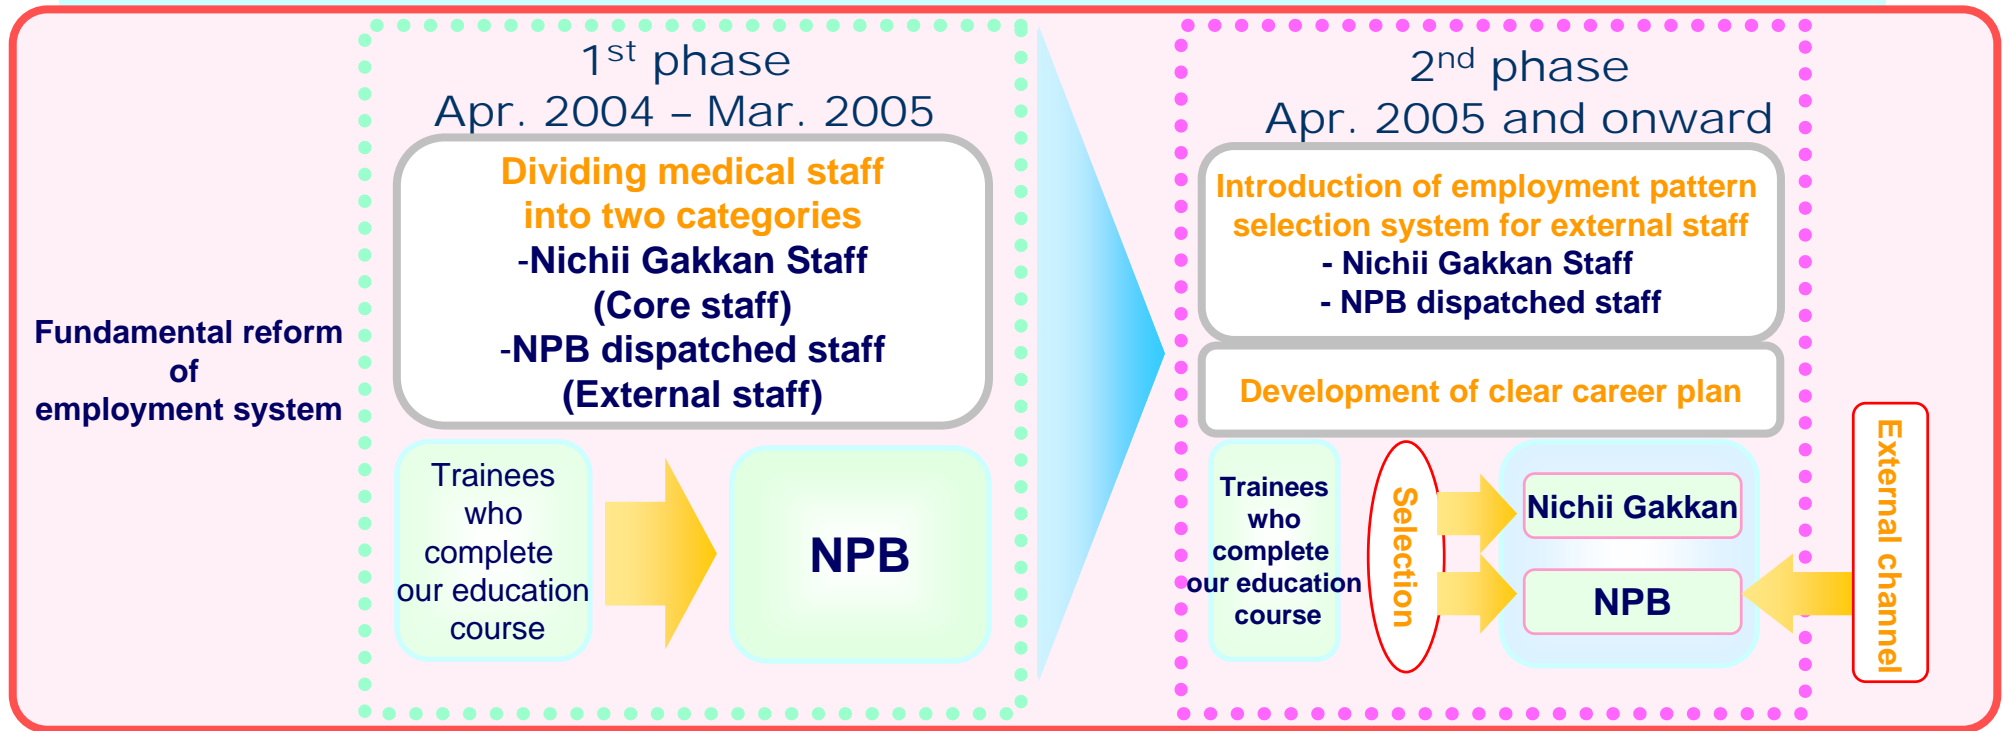 Fundamental reform
of
employment system
1st phase
Apr. 2004 – Mar. 2005
Dividing medical staff
into two categories
-Nichii Gakkan Staff
(Core staff)
-NPB dispatched staff
(External staff)
Trainees
who
complete
our education
course
NPB
2nd phase
Apr. 2005 and onward
Introduction of employment pattern
selection system for external staff
- Nichii Gakkan Staff
- NPB dispatched staff
Development of clear career plan
Trainees
who
complete
our education
course
Selection
Nichii Gakkan
NPB
External channel